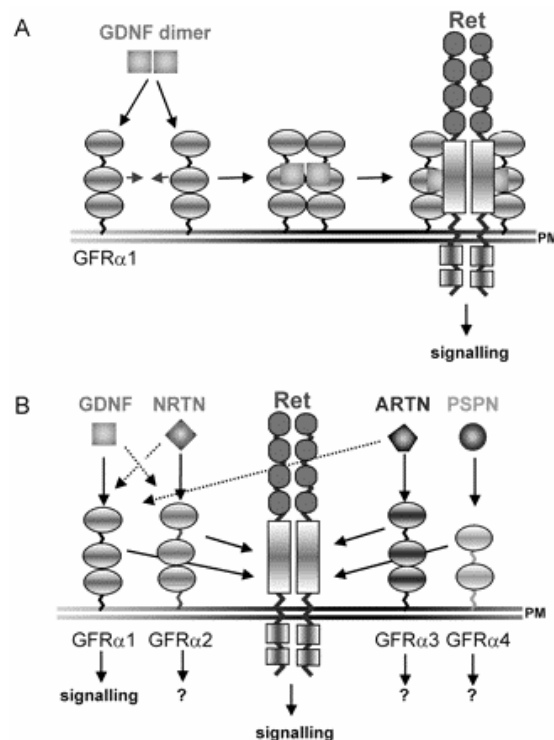 A
Ret
GDNF dimer
PM
GFRα1
signalling
B
GDNF NRTN Ret ARTN PSPN
PM
GFRα1 GFRα2 GFRα3 GFRα4
signalling ? ? ?
signalling